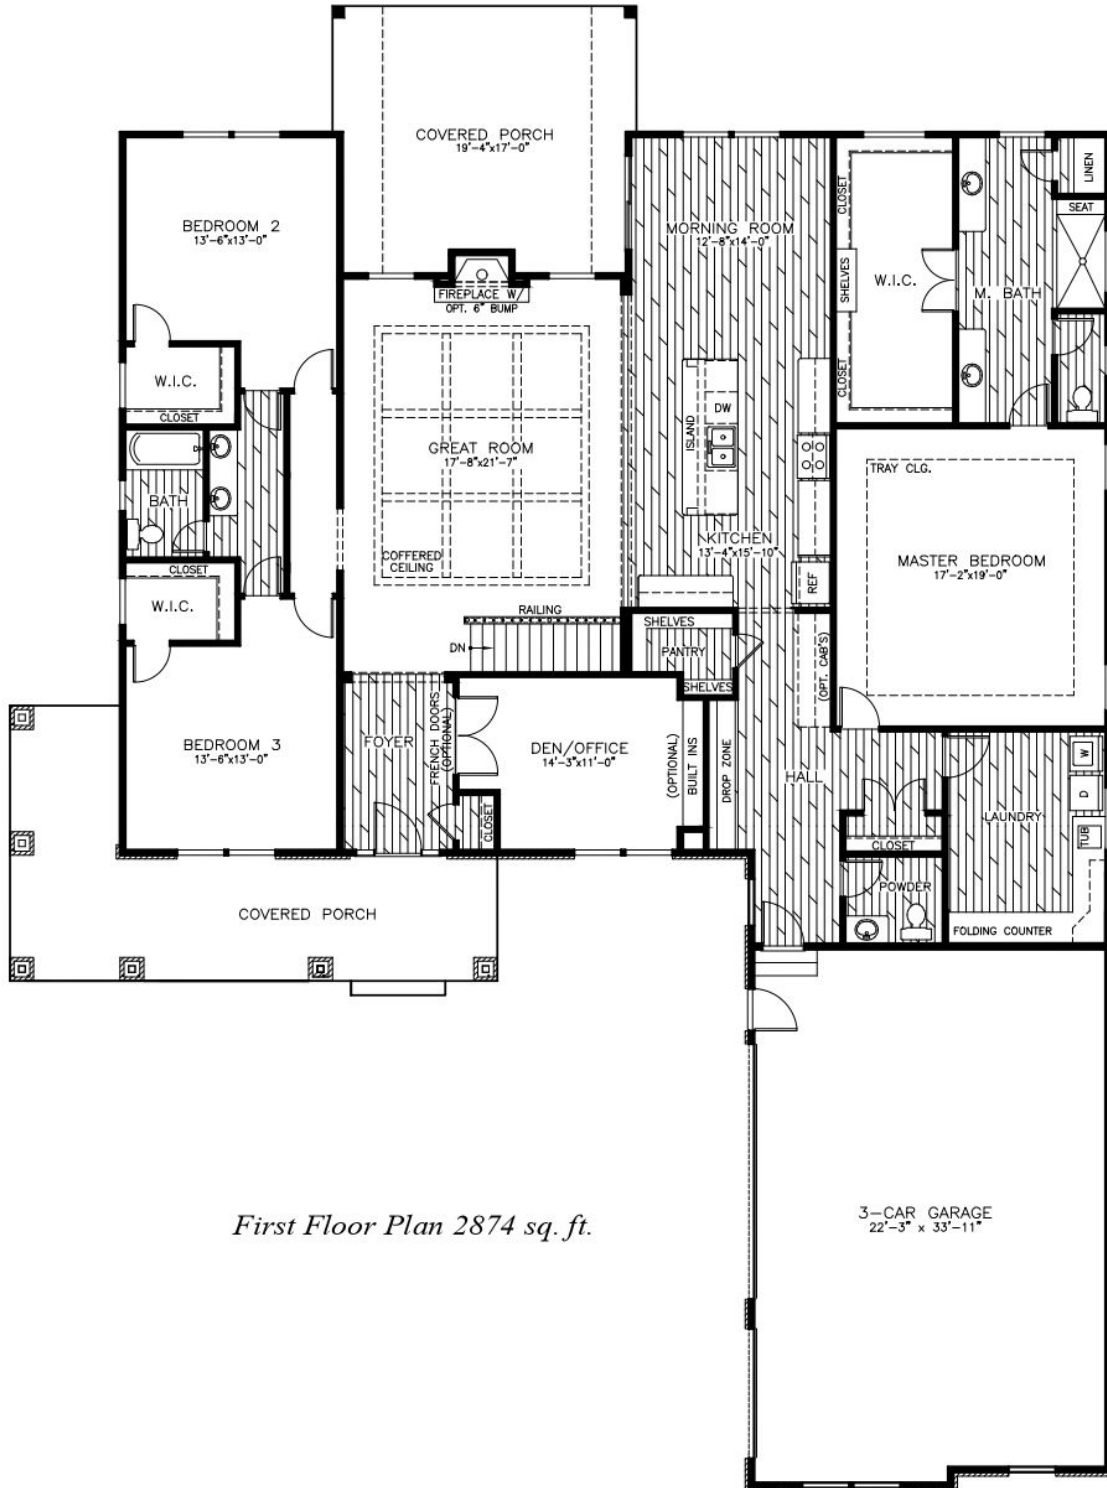 COVERED PORCH
19'-4"x17'-0"
BEDROOM 2
13'-6"x13'-0"
MORNING ROOM
12'-8"x14'-0"
CLOSET
SHELVES
W.I.C.
CLOSET
M. BATH
LINEN
SEAT
FIREPLACE W/
OPT. 6" BUMP
W.I.C.
CLOSET
BATH
GREAT ROOM
17'-8"x21'-7"
COFFERED
CEILING
ISLAND
DW
KITCHEN
13'-4"x15'-10"
REF
TRAY CLG.
MASTER BEDROOM
17'-2"x19'-0"
CLOSET
W.I.C.
RAILING
DN
SHELVES
PANTRY
SHELVES
(OPT. CAB'S)
BEDROOM 3
13'-6"x13'-0"
FOYER
FRENCH DOORS
(OPTIONAL)
CLOSET
DEN/OFFICE
14'-3"x11'-0"
(OPTIONAL)
BUILT INS
DROP ZONE
HALL
CLOSET
LAUNDRY
W
D
TUB
POWDER
FOLDING COUNTER
COVERED PORCH
3-CAR GARAGE
22'-3" x 33'-11"
First Floor Plan 2874 sq. ft.